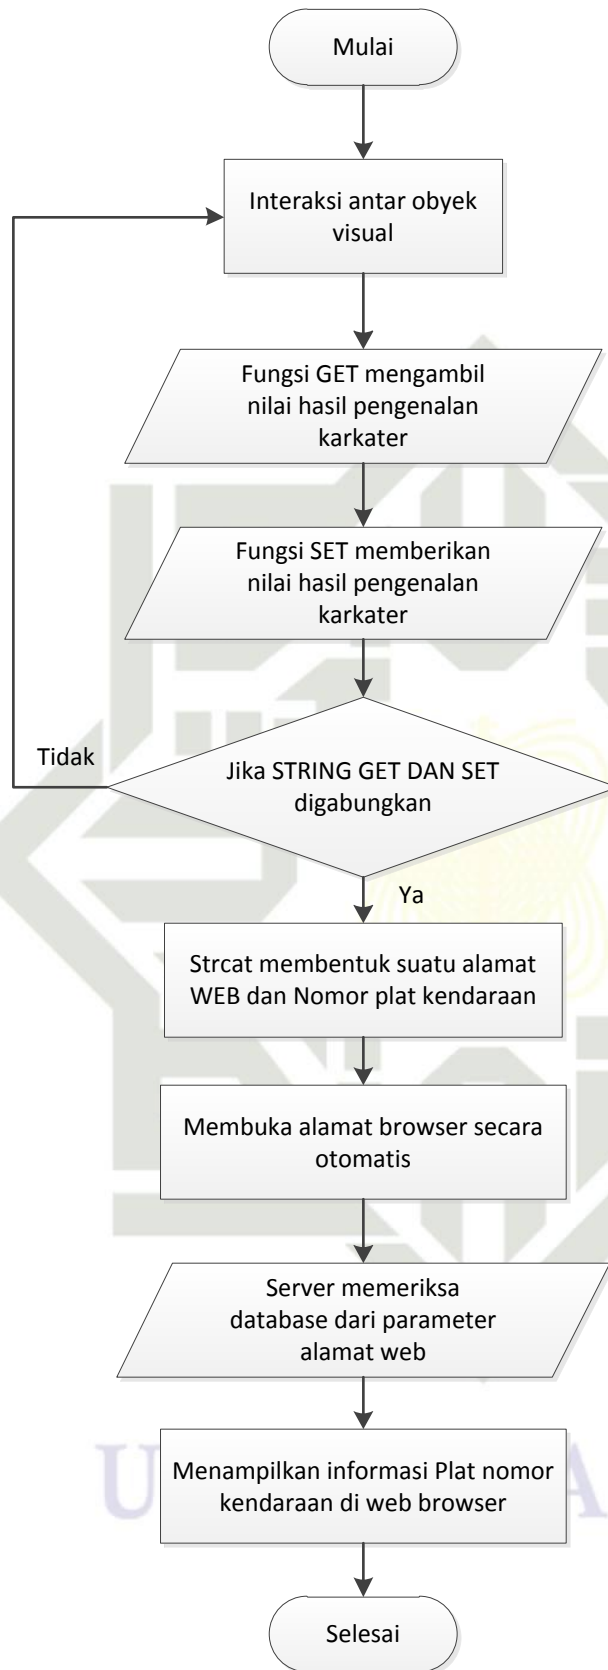 Mulai
Interaksi antar obyek
visual
Fungsi GET mengambil
nilai hasil pengenalan
karkater
Fungsi SET memberikan
nilai hasil pengenalan
karkater
Tidak
Jika STRING GET DAN SET
digabungkan
Ya
Strcat membentuk suatu alamat
WEB dan Nomor plat kendaraan
Membuka alamat browser secara
otomatis
Server memeriksa
database dari parameter
alamat web
Menampilkan informasi Plat nomor
kendaraan di web browser
Selesai